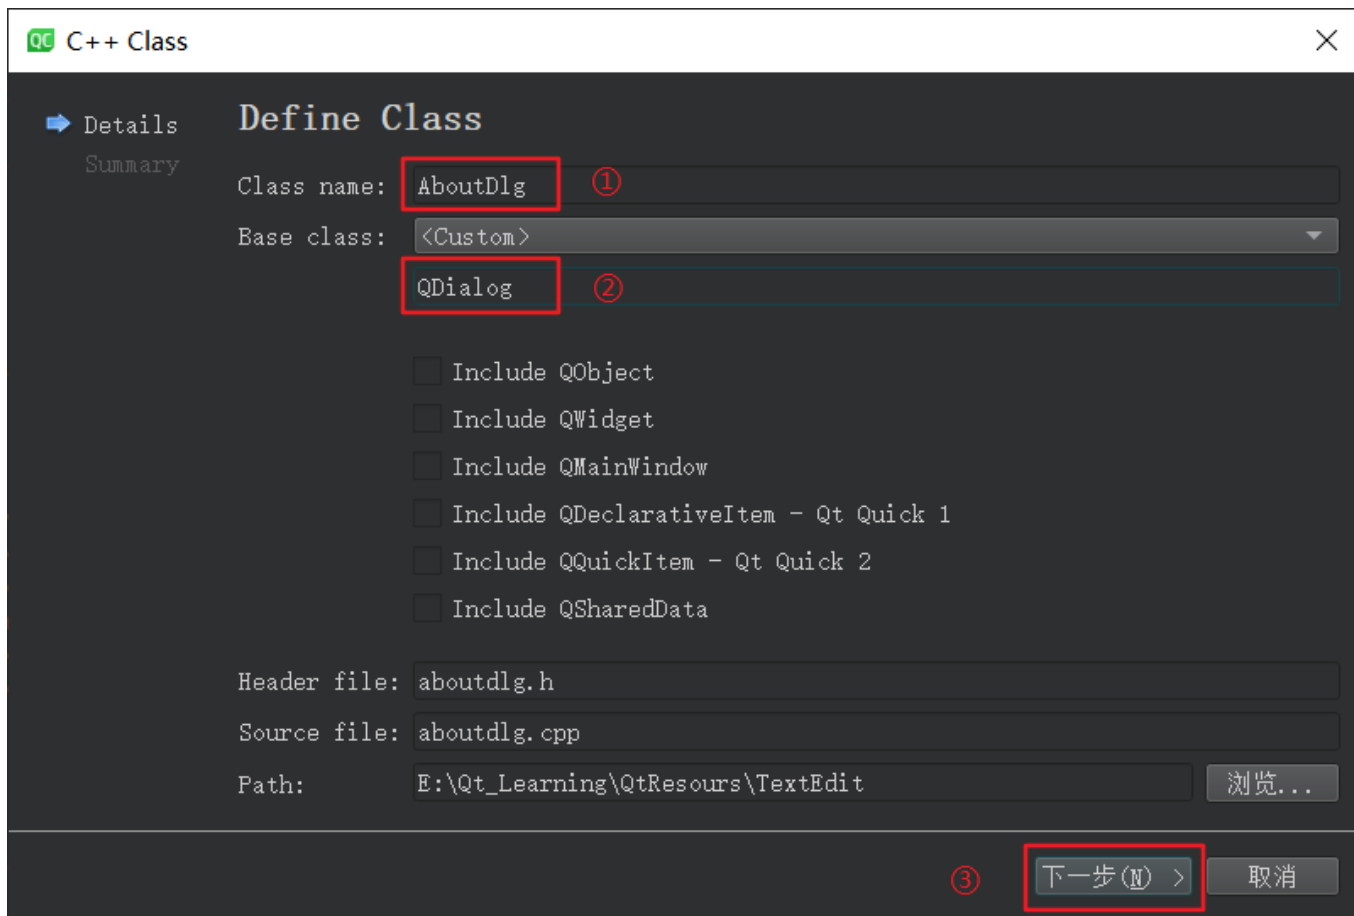 QC C++ Class
Details
Summary
Define Class
Class name: AboutDlg ①
Base class: <Custom>
QDialog ②
Include QObject
Include QWidget
Include QMainWindow
Include QDeclarativeItem - Qt Quick 1
Include QQuickItem - Qt Quick 2
Include QSharedData
Header file: aboutdlg.h
Source file: aboutdlg.cpp
Path: E:\Qt_Learning\QtResours\TextEdit 浏览...
③ 下一步(N) > 取消